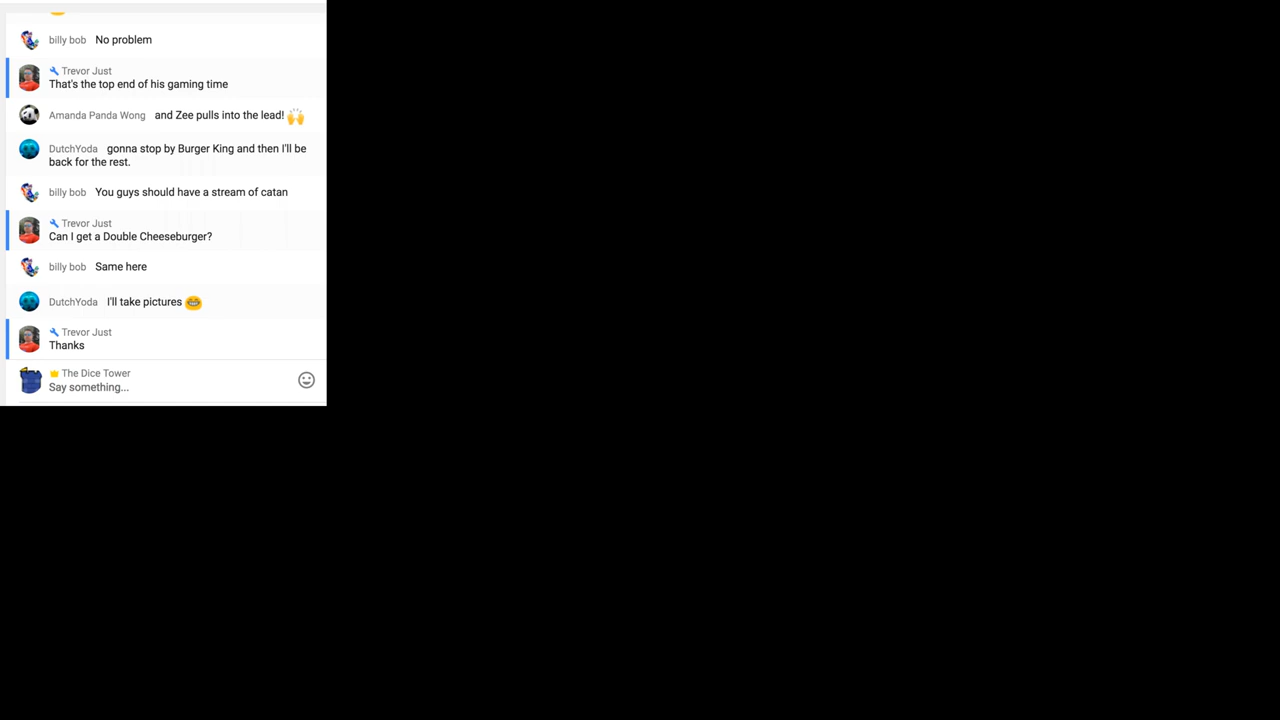 billy bob No problem
Trevor Just
That's the top end of his gaming time
Amanda Panda Wong and Zee pulls into the lead! 🙌
DutchYoda gonna stop by Burger King and then I'll be
back for the rest.
billy bob You guys should have a stream of catan
Trevor Just
Can I get a Double Cheeseburger?
billy bob Same here
DutchYoda I'll take pictures 😂
Trevor Just
Thanks
The Dice Tower
Say something...